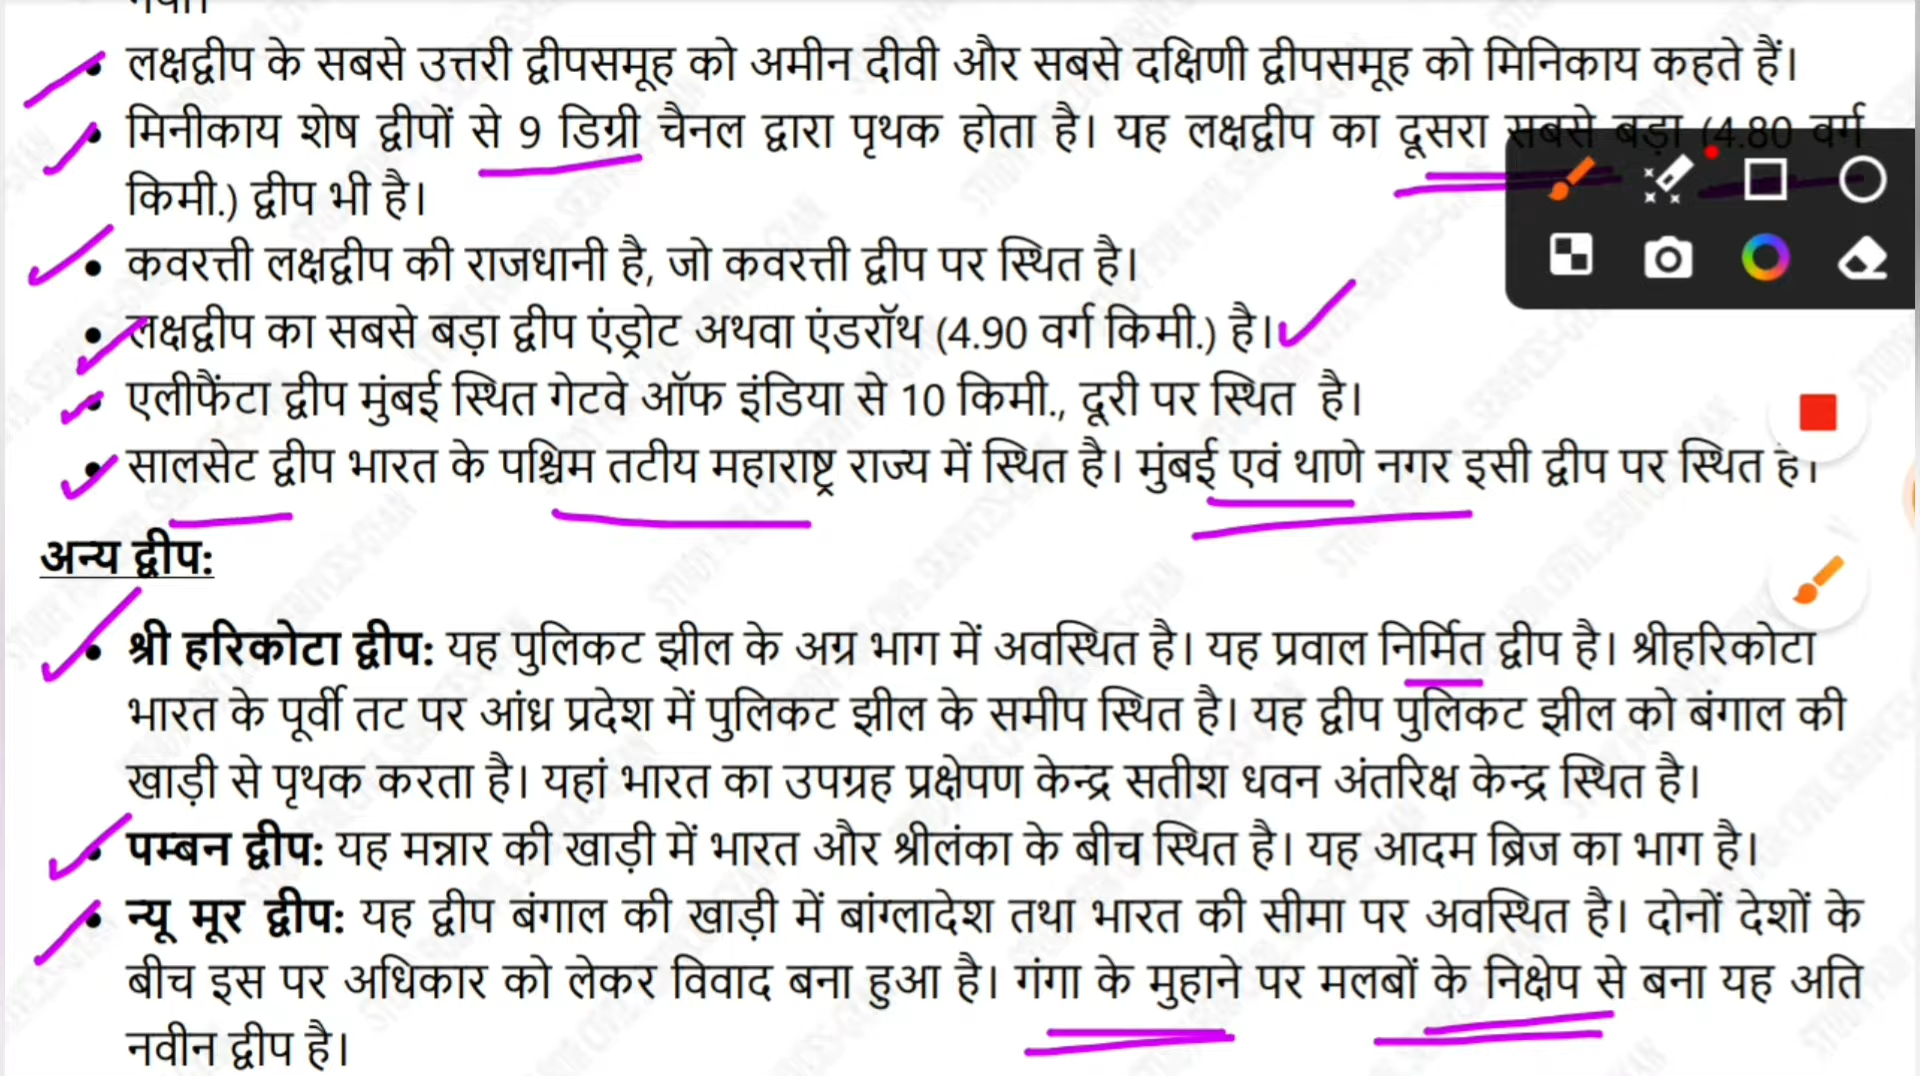 लक्षद्वीप के सबसे उत्तरी द्वीपसमूह को अमीन दीवी और सबसे दक्षिणी द्वीपसमूह को मिनिकाय कहते हैं।
मिनीकाय शेष द्वीपों से 9 डिग्री चैनल द्वारा पृथक होता है। यह लक्षद्वीप का दूसरा सबसे बड़ा (4.80 वर्ग
किमी.) द्वीप भी है।
कवरत्ती लक्षद्वीप की राजधानी है, जो कवरत्ती द्वीप पर स्थित है।
लक्षद्वीप का सबसे बड़ा द्वीप एंड्रोट अथवा एंडरॉथ (4.90 वर्ग किमी.) है।
एलीफैंटा द्वीप मुंबई स्थित गेटवे ऑफ इंडिया से 10 किमी., दूरी पर स्थित है।
सालसेट द्वीप भारत के पश्चिम तटीय महाराष्ट्र राज्य में स्थित है। मुंबई एवं थाणे नगर इसी द्वीप पर स्थित है।
अन्य द्वीप:
श्री हरिकोटा द्वीप: यह पुलिकट झील के अग्र भाग में अवस्थित है। यह प्रवाल निर्मित द्वीप है। श्रीहरिकोटा
भारत के पूर्वी तट पर आंध्र प्रदेश में पुलिकट झील के समीप स्थित है। यह द्वीप पुलिकट झील को बंगाल की
खाड़ी से पृथक करता है। यहां भारत का उपग्रह प्रक्षेपण केन्द्र सतीश धवन अंतरिक्ष केन्द्र स्थित है।
पम्बन द्वीप: यह मन्नार की खाड़ी में भारत और श्रीलंका के बीच स्थित है। यह आदम ब्रिज का भाग है।
न्यू मूर द्वीप: यह द्वीप बंगाल की खाड़ी में बांग्लादेश तथा भारत की सीमा पर अवस्थित है। दोनों देशों के
बीच इस पर अधिकार को लेकर विवाद बना हुआ है। गंगा के मुहाने पर मलबों के निक्षेप से बना यह अति
नवीन द्वीप है।